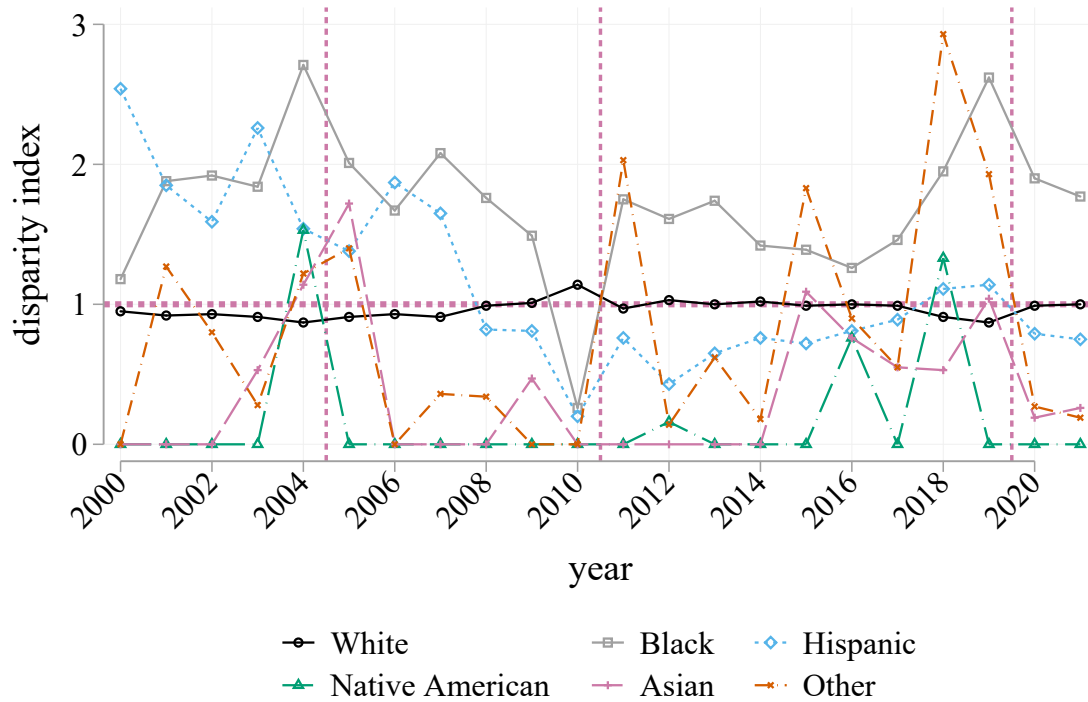 3
2
1
0
disparity index
2000 2002 2004 2006 2008 2010 2012 2014 2016 2018 2020
year
White Black Hispanic
Native American Asian Other